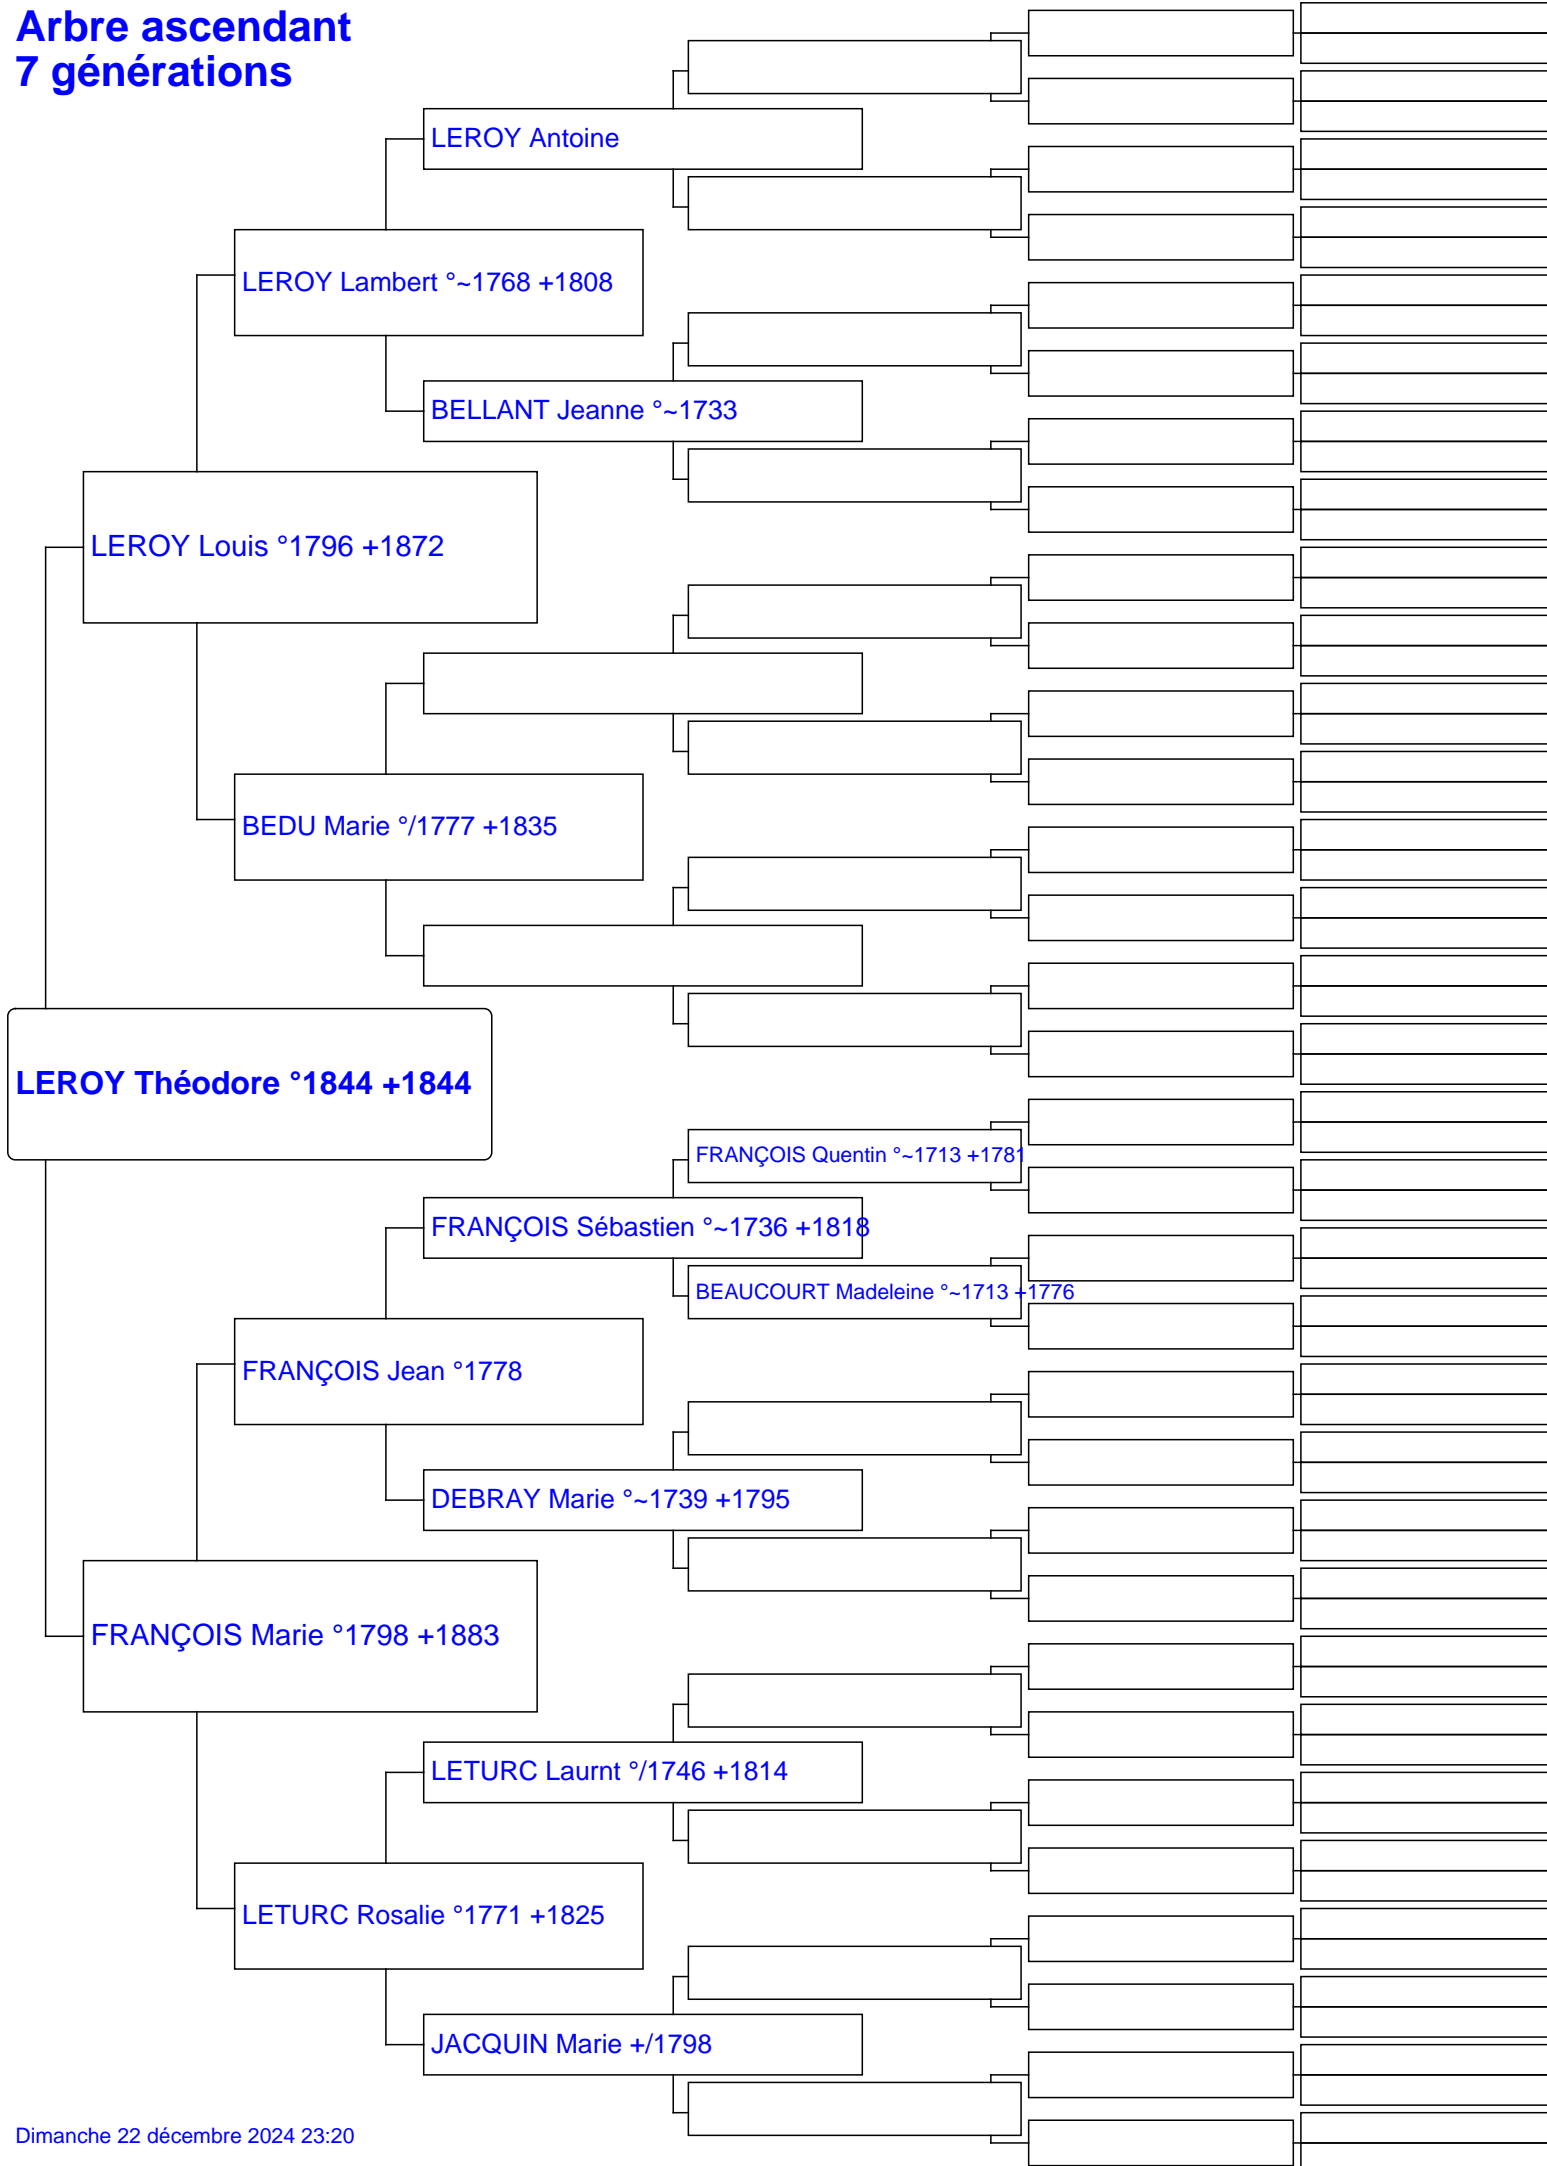 Arbre ascendant
7 générations
LEROY Antoine
LEROY Lambert °~1768 +1808
BELLANT Jeanne °~1733
LEROY Louis °1796 +1872
BEDU Marie °/1777 +1835
LEROY Théodore °1844 +1844
FRANÇOIS Quentin °~1713 +1781
FRANÇOIS Sébastien °~1736 +1818
BEAUCOURT Madeleine °~1713 +1776
FRANÇOIS Jean °1778
DEBRAY Marie °~1739 +1795
FRANÇOIS Marie °1798 +1883
LETURC Laurnt °/1746 +1814
LETURC Rosalie °1771 +1825
JACQUIN Marie +/1798
Dimanche 22 décembre 2024 23:20